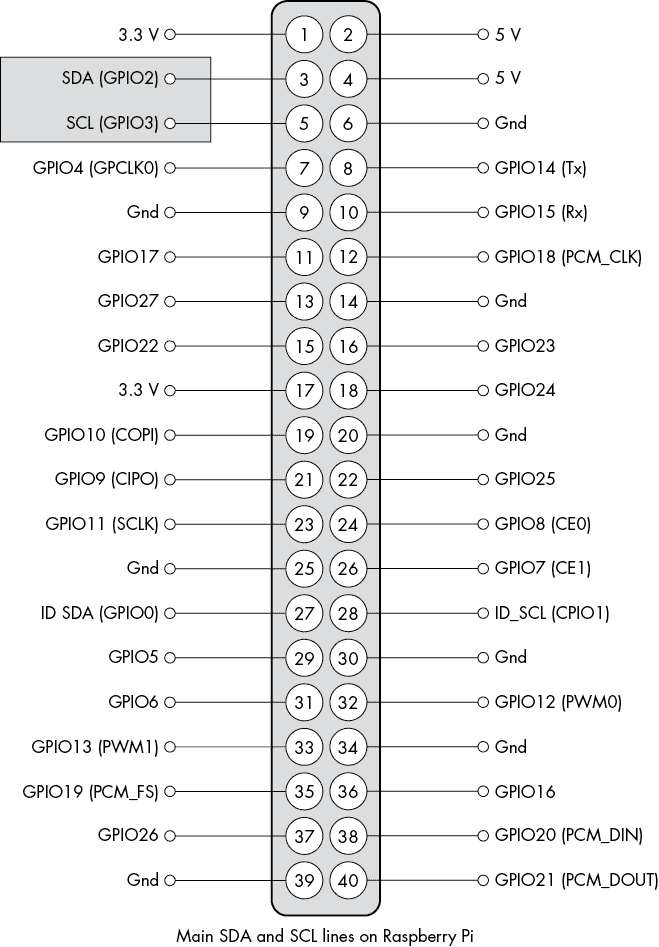 3.3 V 1 2 5 V
SDA (GPIO2) 3 4 5 V
SCL (GPIO3) 5 6 Gnd
GPIO4 (GPCLK0) 7 8 GPIO14 (Tx)
Gnd 9 10 GPIO15 (Rx)
GPIO17 11 12 GPIO18 (PCM_CLK)
GPIO27 13 14 Gnd
GPIO22 15 16 GPIO23
3.3 V 17 18 GPIO24
GPIO10 (COPI) 19 20 Gnd
GPIO9 (CIPO) 21 22 GPIO25
GPIO11 (SCLK) 23 24 GPIO8 (CE0)
Gnd 25 26 GPIO7 (CE1)
ID SDA (GPIO0) 27 28 ID_SCL (CPIO1)
GPIO5 29 30 Gnd
GPIO6 31 32 GPIO12 (PWM0)
GPIO13 (PWM1) 33 34 Gnd
GPIO19 (PCM_FS) 35 36 GPIO16
GPIO26 37 38 GPIO20 (PCM_DIN)
Gnd 39 40 GPIO21 (PCM_DOUT)
Main SDA and SCL lines on Raspberry Pi